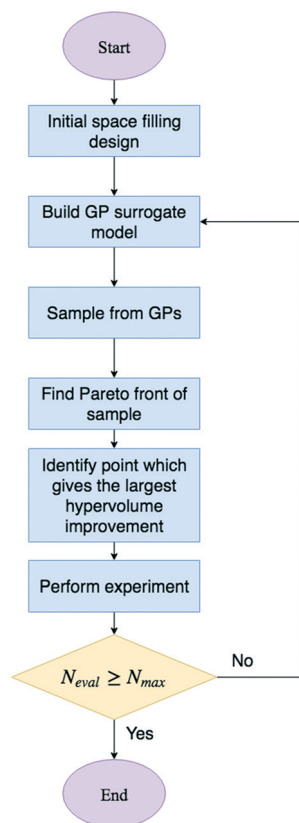 Start
Initial space filling
design
Build GP surrogate
model
Sample from GPs
Find Pareto front of
sample
Identify point which
gives the largest
hypervolume
improvement
Perform experiment
N_eval ≥ N_max
No
Yes
End